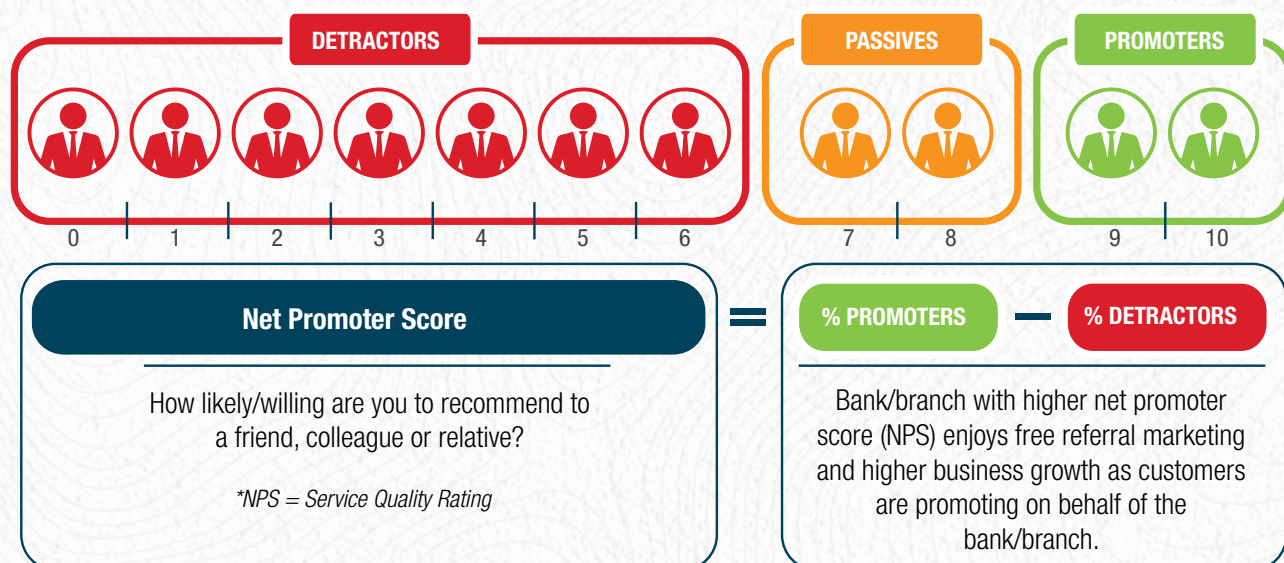 DETRACTORS
PASSIVES
PROMOTERS
0 1 2 3 4 5 6 7 8 9 10
Net Promoter Score = % PROMOTERS — % DETRACTORS
How likely/willing are you to recommend to
a friend, colleague or relative?
*NPS = Service Quality Rating
Bank/branch with higher net promoter
score (NPS) enjoys free referral marketing
and higher business growth as customers
are promoting on behalf of the
bank/branch.